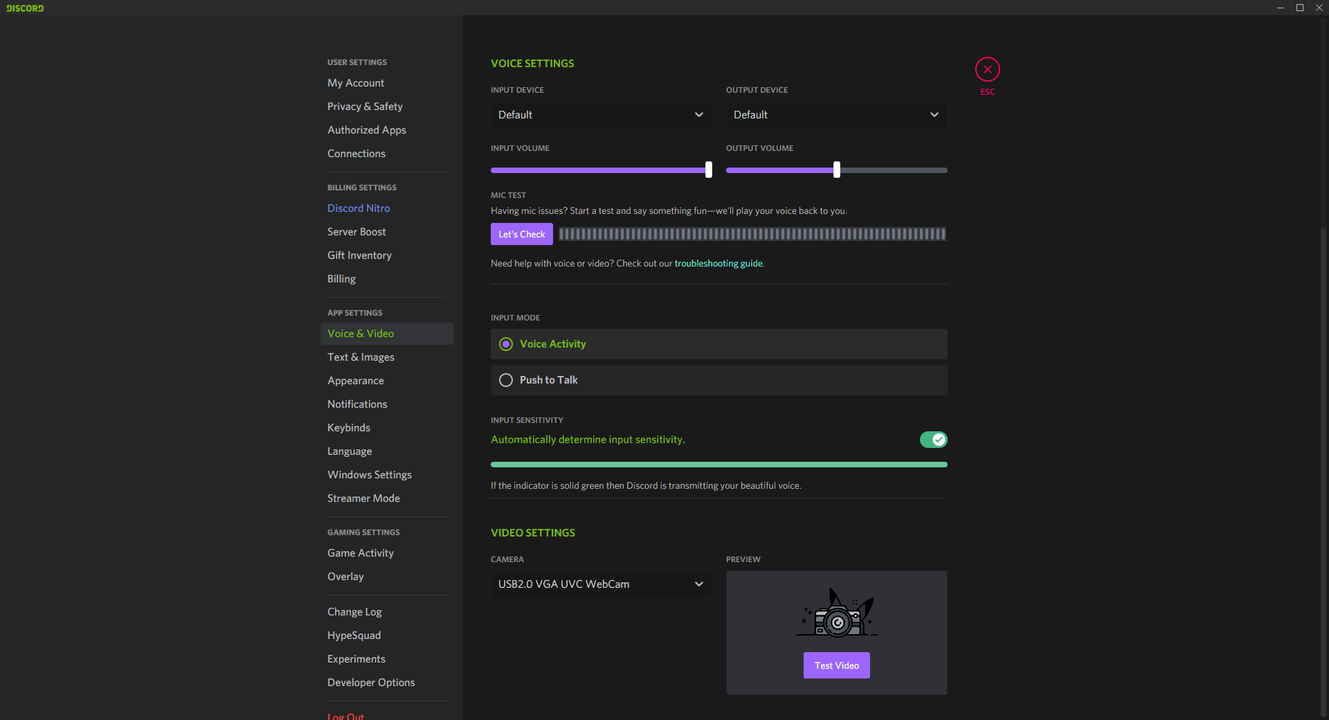 DISCORD
USER SETTINGS
My Account
Privacy & Safety
Authorized Apps
Connections
BILLING SETTINGS
Discord Nitro
Server Boost
Gift Inventory
Billing
APP SETTINGS
Voice & Video
Text & Images
Appearance
Notifications
Keybinds
Language
Windows Settings
Streamer Mode
GAMING SETTINGS
Game Activity
Overlay
Change Log
HypeSquad
Experiments
Developer Options
Log Out
VOICE SETTINGS
ESC
INPUT DEVICE
Default
OUTPUT DEVICE
Default
INPUT VOLUME
OUTPUT VOLUME
MIC TEST
Having mic issues? Start a test and say something fun—we'll play your voice back to you.
Let's Check
Need help with voice or video? Check out our troubleshooting guide.
INPUT MODE
Voice Activity
Push to Talk
INPUT SENSITIVITY
Automatically determine input sensitivity.
If the indicator is solid green then Discord is transmitting your beautiful voice.
VIDEO SETTINGS
CAMERA
USB2.0 VGA UVC WebCam
PREVIEW
Test Video